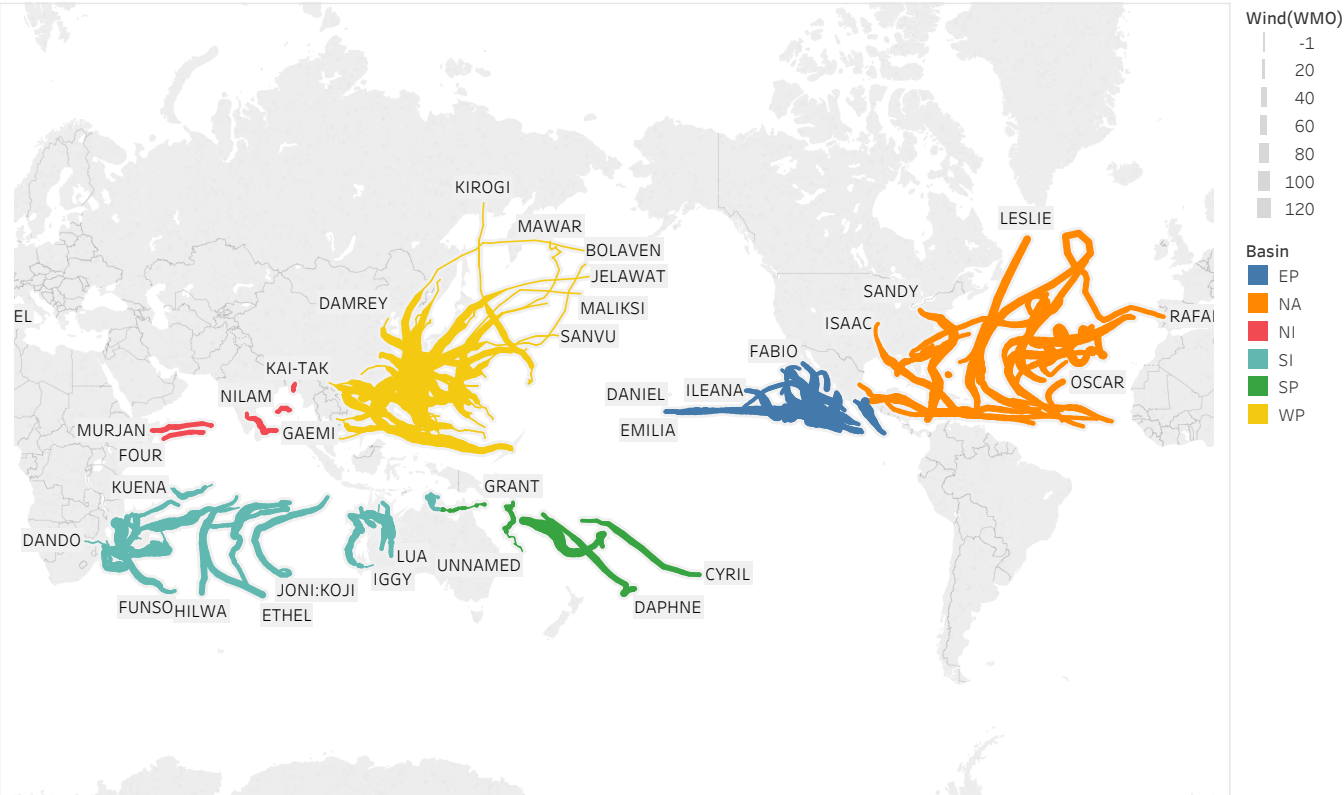 KIROGI
MAWAR
BOLAVEN
JELAWAT
DAMREY
MALIKSI
SANVU
EL
KAI-TAK
NILAM
MURJAN
GAEMI
FOUR
KUENA
DANDO
FUNSO
HILWA
ETHEL
JONI:KOJI
IGGY
LUA
UNNAMED
GRANT
CYRIL
DAPHNE
LESLIE
SANDY
ISAAC
RAFAI
FABIO
DANIEL
ILEANA
OSCAR
EMILIA
Wind(WMO)
-1
20
40
60
80
100
120
Basin
EP
NA
NI
SI
SP
WP